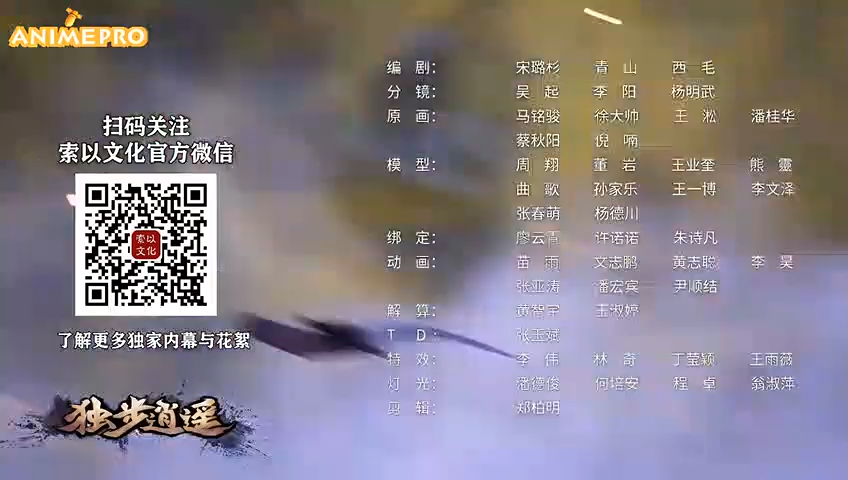 ANIMEPRO
扫码关注
索以文化官方微信
索以
文化
了解更多独家内幕与花絮
独步逍遥
编 剧： 宋璐杉 青 山 西 毛
分 镜： 吴 起 李 阳 杨明武
原 画： 马铭骏 徐大帅 王 淞 潘桂华
蔡秋阳 倪 喃
模 型： 周 翔 董 岩 王业奎 熊 靈
曲 歌 孙家乐 王一博 李文泽
张春萌 杨德川
绑 定： 廖云青 许诺诺 朱诗凡
动 画： 苗 雨 文志鹏 黄志聪 李 昊
张亚涛 潘宏宾 尹顺结
解 算： 黄智宇 王淑婷
T D： 张玉斌
特 效： 李 伟 林 奇 丁莹颖 王雨薇
灯 光： 潘德俊 何培安 程 卓 翁淑萍
剪 辑： 郑柏明